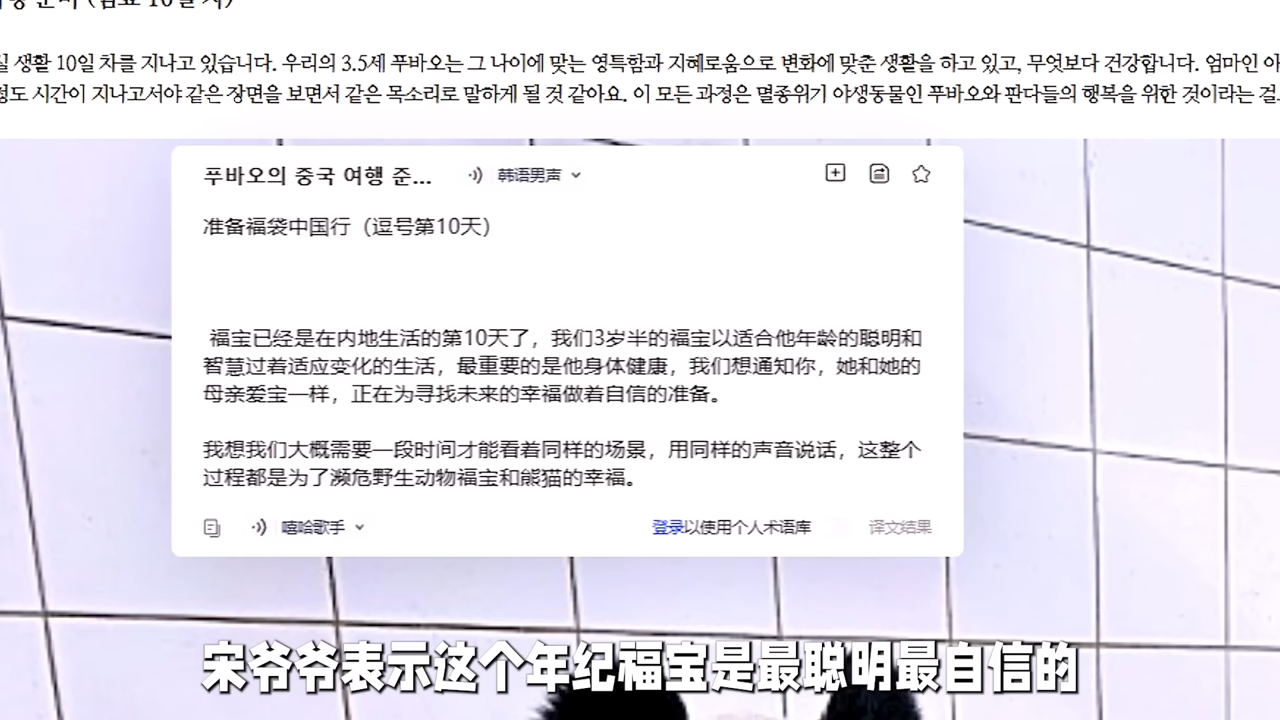 실 생활 10일 차를 지나고 있습니다. 우리의 3.5세 푸바오는 그 나이에 맞는 영특함과 지혜로움으로 변화에 맞춘 생활을 하고 있고, 무엇보다 건강합니다. 엄마인 아
정도 시간이 지나고서야 같은 장면을 보면서 같은 목소리로 말하게 될 것 같아요. 이 모든 과정은 멸종위기 야생동물인 푸바오와 판다들의 행복을 위한 것이라는 걸
푸바오의 중국 여행 준... 韩语男声
准备福袋中国行（逗号第10天）
福宝已经是在内地生活的第10天了，我们3岁半的福宝以适合他年龄的聪明和
智慧过着适应变化的生活，最重要的是他身体健康，我们想通知你，她和她的
母亲爱宝一样，正在为寻找未来的幸福做着自信的准备。
我想我们大概需要一段时间才能看着同样的场景，用同样的声音说话，这整个
过程都是为了濒危野生动物福宝和熊猫的幸福。
嘻哈歌手 登录以使用个人术语库 译文结果
宋爷爷表示这个年纪福宝是最聪明最自信的